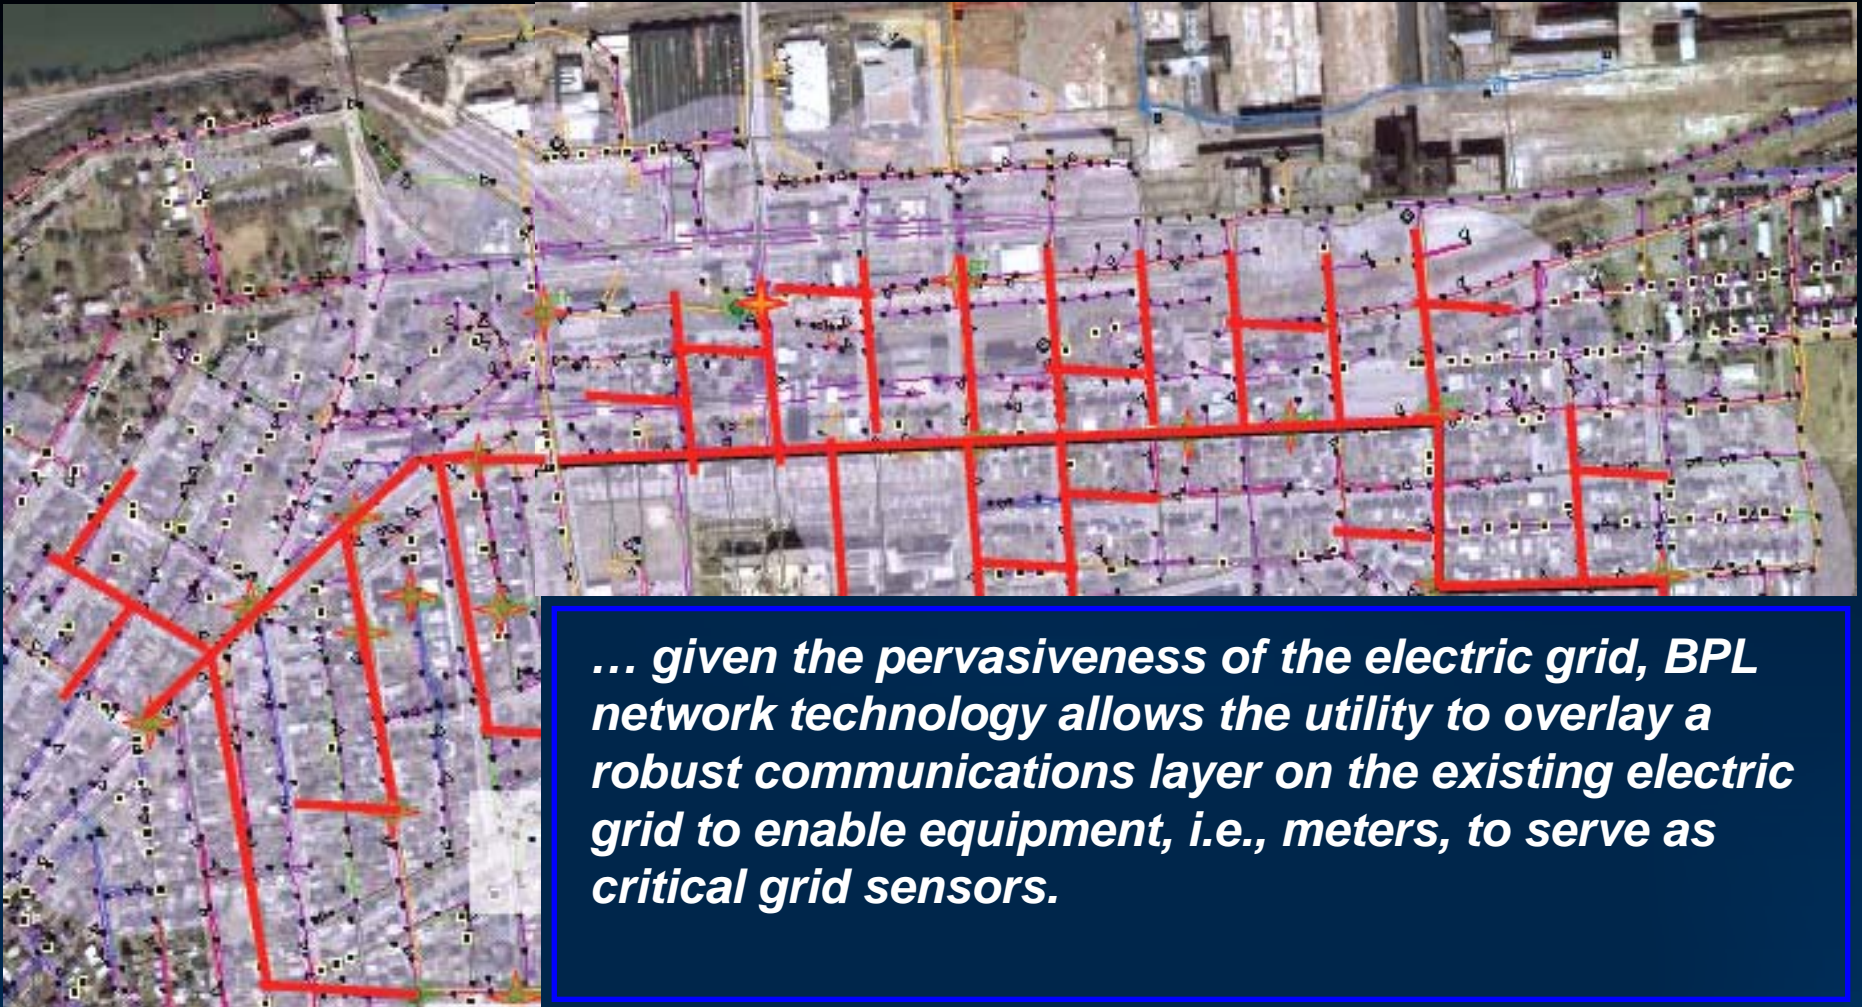 … given the pervasiveness of the electric grid, BPL
network technology allows the utility to overlay a
robust communications layer on the existing electric
grid to enable equipment, i.e., meters, to serve as
critical grid sensors.